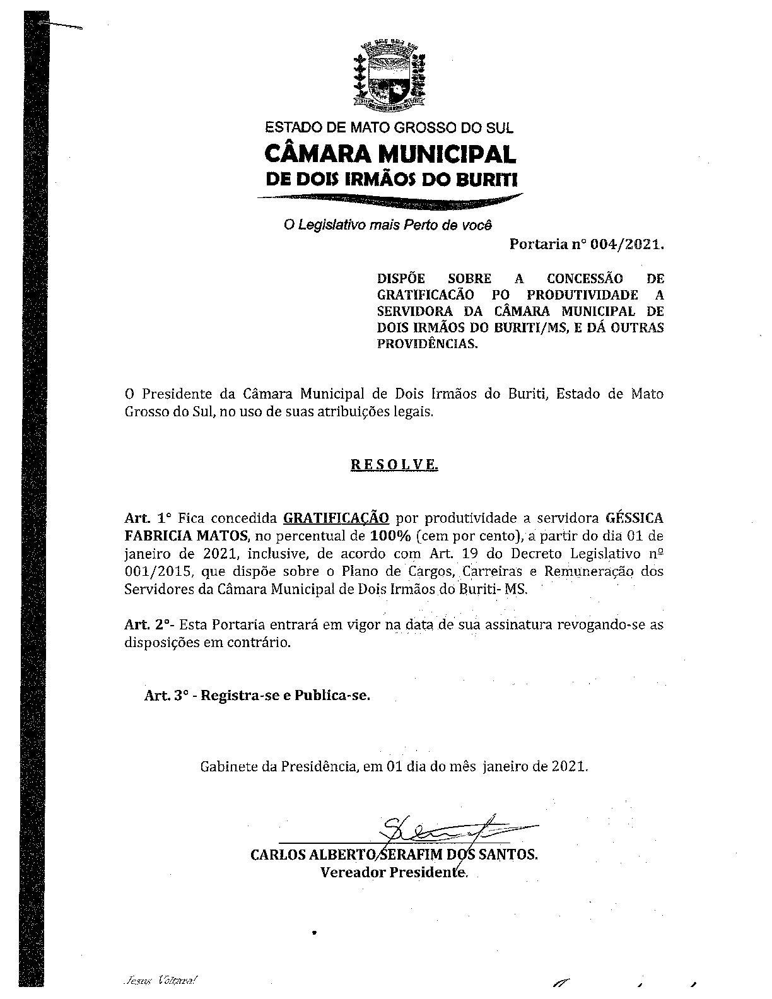 ESTADO DE MATO GROSSO DO SUL
CÂMARA MUNICIPAL
DE DOIS IRMÃOS DO BURITI
O Legislativo mais Perto de você
Portaria n° 004/2021.
DISPÕE SOBRE A CONCESSÃO DE
GRATIFICACÃO PO PRODUTIVIDADE A
SERVIDORA DA CÂMARA MUNICIPAL DE
DOIS IRMÃOS DO BURITI/MS, E DÁ OUTRAS
PROVIDÊNCIAS.
O Presidente da Câmara Municipal de Dois Irmãos do Buriti, Estado de Mato
Grosso do Sul, no uso de suas atribuições legais.
R E S O L V E.
Art. 1° Fica concedida GRATIFICAÇÃO por produtividade a servidora GÉSSICA
FABRICIA MATOS, no percentual de 100% (cem por cento), a partir do dia 01 de
janeiro de 2021, inclusive, de acordo com Art. 19 do Decreto Legislativo nº
001/2015, que dispõe sobre o Plano de Cargos, Carreiras e Remuneração dos
Servidores da Câmara Municipal de Dois Irmãos do Buriti- MS.
Art. 2°- Esta Portaria entrará em vigor na data de sua assinatura revogando-se as
disposições em contrário.
Art. 3° - Registra-se e Publica-se.
Gabinete da Presidência, em 01 dia do mês janeiro de 2021.
CARLOS ALBERTO SERAFIM DOS SANTOS.
Vereador Presidente.
Jesus Voltara!